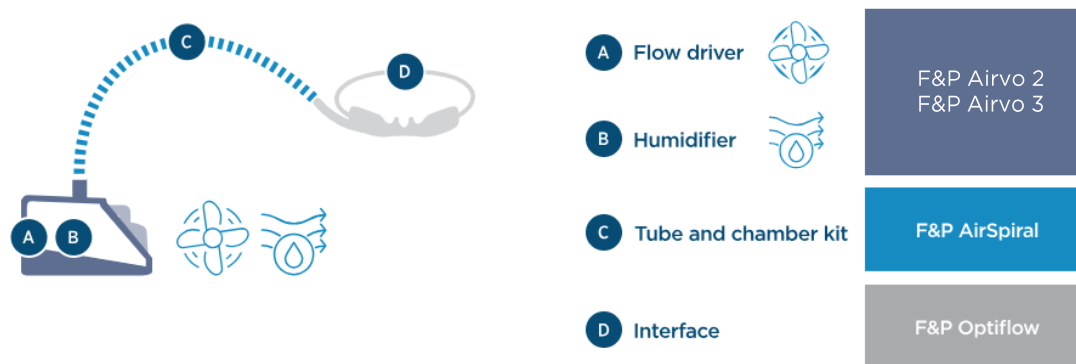 C
D
A
B
A Flow driver
F&P Airvo 2
F&P Airvo 3
B Humidifier
C Tube and chamber kit
F&P AirSpiral
D Interface
F&P Optiflow